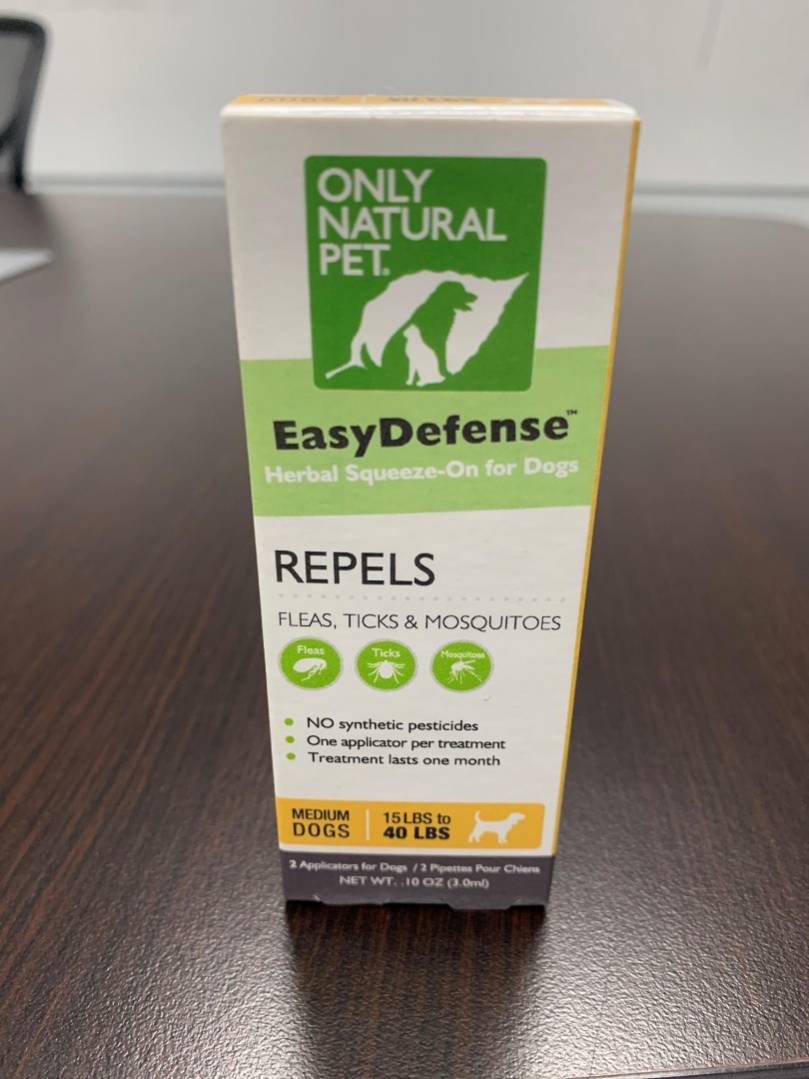 ONLY
NATURAL
PET®
EasyDefense™
Herbal Squeeze-On for Dogs
REPELS
FLEAS, TICKS & MOSQUITOES
Fleas
Ticks
Mosquitoes
NO synthetic pesticides
One applicator per treatment
Treatment lasts one month
MEDIUM DOGS
15 LBS to 40 LBS
2 Applicators for Dogs / 2 Pipettes Pour Chiens
NET WT. .10 OZ (3.0ml)